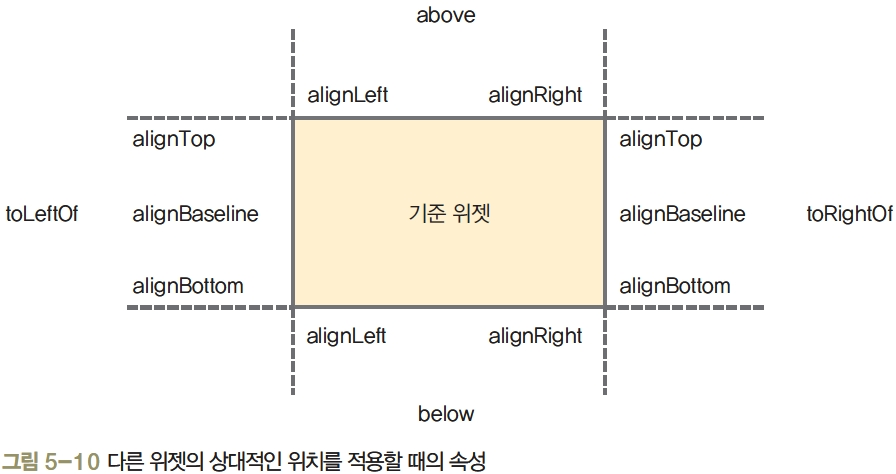 above
alignLeft alignRight
alignTop alignTop
toLeftOf alignBaseline 기준 위젯 alignBaseline toRightOf
alignBottom alignBottom
alignLeft alignRight
below
그림 5-10 다른 위젯의 상대적인 위치를 적용할 때의 속성